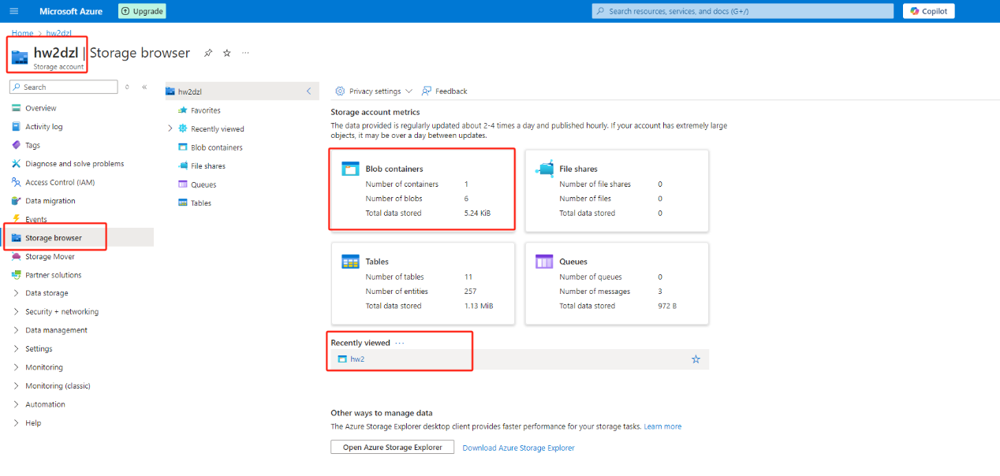 Microsoft Azure
Upgrade
Search resources, services, and docs (G+/)
Copilot
Home > hw2dzl
hw2dzl | Storage browser
Storage account
Search
Overview
Activity log
Tags
Diagnose and solve problems
Access Control (IAM)
Data migration
Events
Storage browser
Storage Mover
Partner solutions
Data storage
Security + networking
Data management
Settings
Monitoring
Monitoring (classic)
Automation
Help
hw2dzl
Favorites
Recently viewed
Blob containers
File shares
Queues
Tables
Privacy settings
Feedback
Storage account metrics
The data provided is regularly updated about 2-4 times a day and published hourly. If your account has extremely large
objects, it may be over a day between updates.
Blob containers
Number of containers 1
Number of blobs 6
Total data stored 5.24 KiB
File shares
Number of file shares 0
Number of files 0
Total data stored 0
Tables
Number of tables 11
Number of entities 257
Total data stored 1.13 MiB
Queues
Number of queues 0
Number of messages 3
Total data stored 972 B
Recently viewed ...
hw2
Other ways to manage data
The Azure Storage Explorer desktop client provides faster performance for your storage tasks. Learn more
Open Azure Storage Explorer
Download Azure Storage Explorer